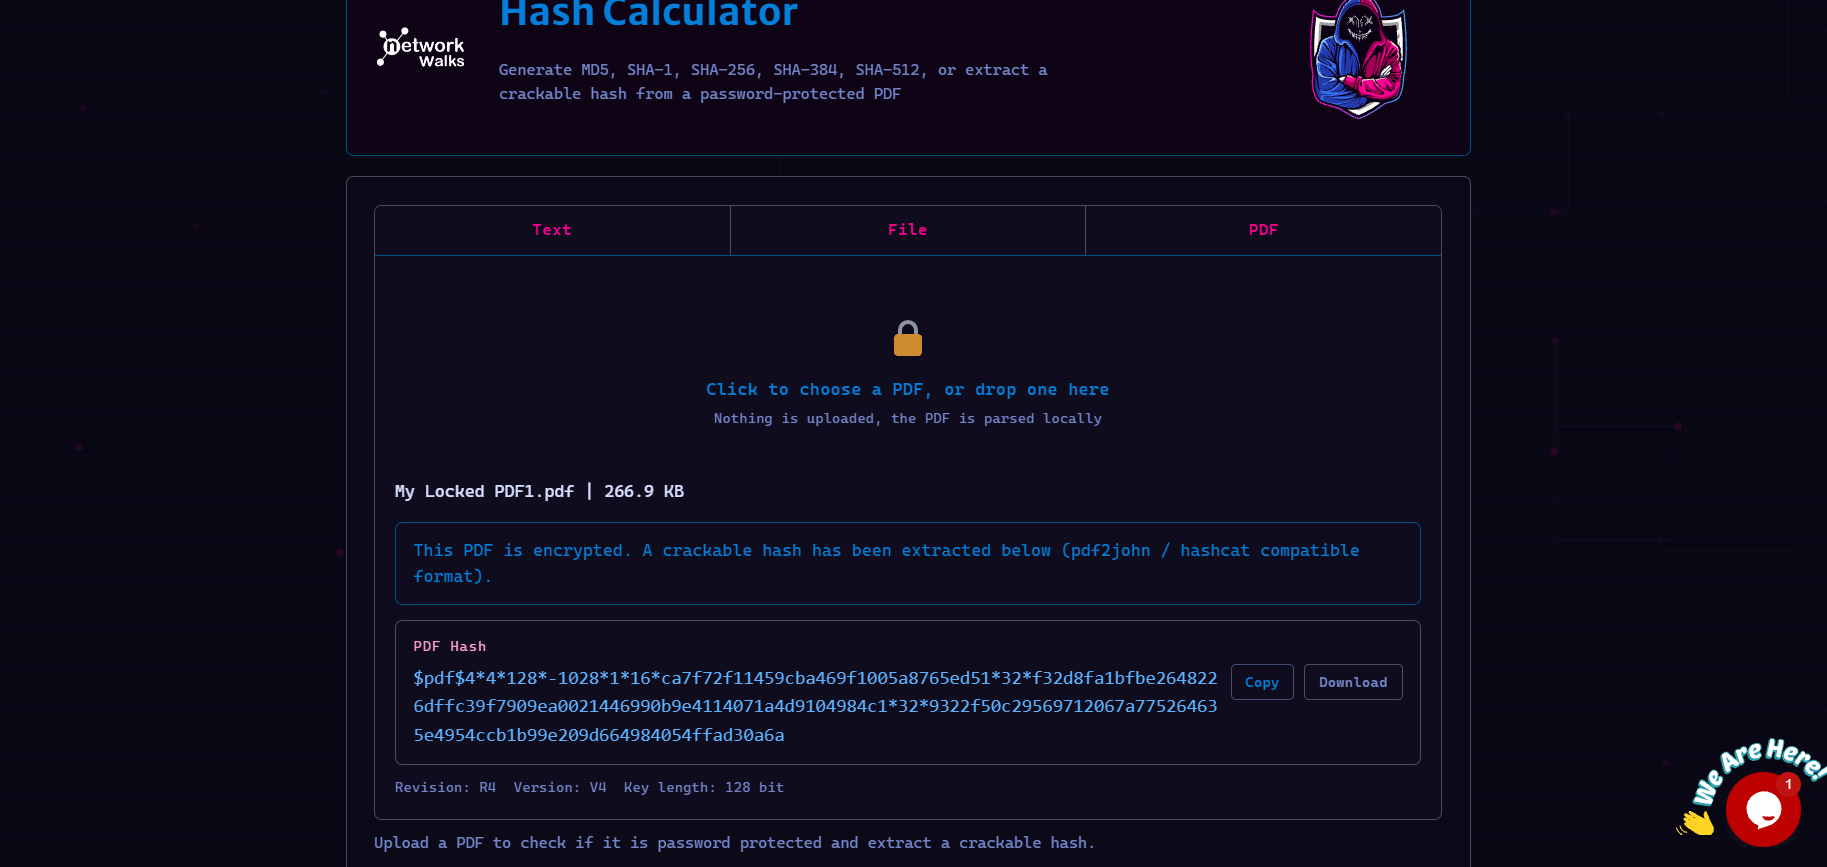 Hash Calculator
network
Walks
Generate MD5, SHA-1, SHA-256, SHA-384, SHA-512, or extract a
crackable hash from a password-protected PDF
Text
File
PDF
Click to choose a PDF, or drop one here
Nothing is uploaded, the PDF is parsed locally
My Locked PDF1.pdf | 266.9 KB
This PDF is encrypted. A crackable hash has been extracted below (pdf2john / hashcat compatible
format).
PDF Hash
$pdf$4*4*128*-1028*1*16*ca7f72f11459cba469f1005a8765ed51*32*f32d8fa1bfbe264822
6dffc39f7909ea0021446990b9e4114071a4d9104984c1*32*9322f50c29569712067a77526463
5e4954ccb1b99e209d664984054ffad30a6a
Copy
Download
Revision: R4 Version: V4 Key length: 128 bit
Upload a PDF to check if it is password protected and extract a crackable hash.
We Are Here!
1